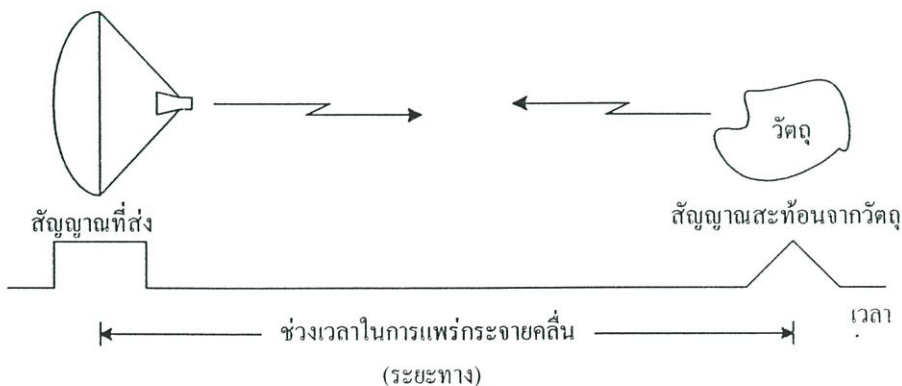 วัตถุ
สัญญาณที่ส่ง
สัญญาณสะท้อนจากวัตถุ
เวลา
ช่วงเวลาในการแพร่กระจายคลื่น
(ระยะทาง)